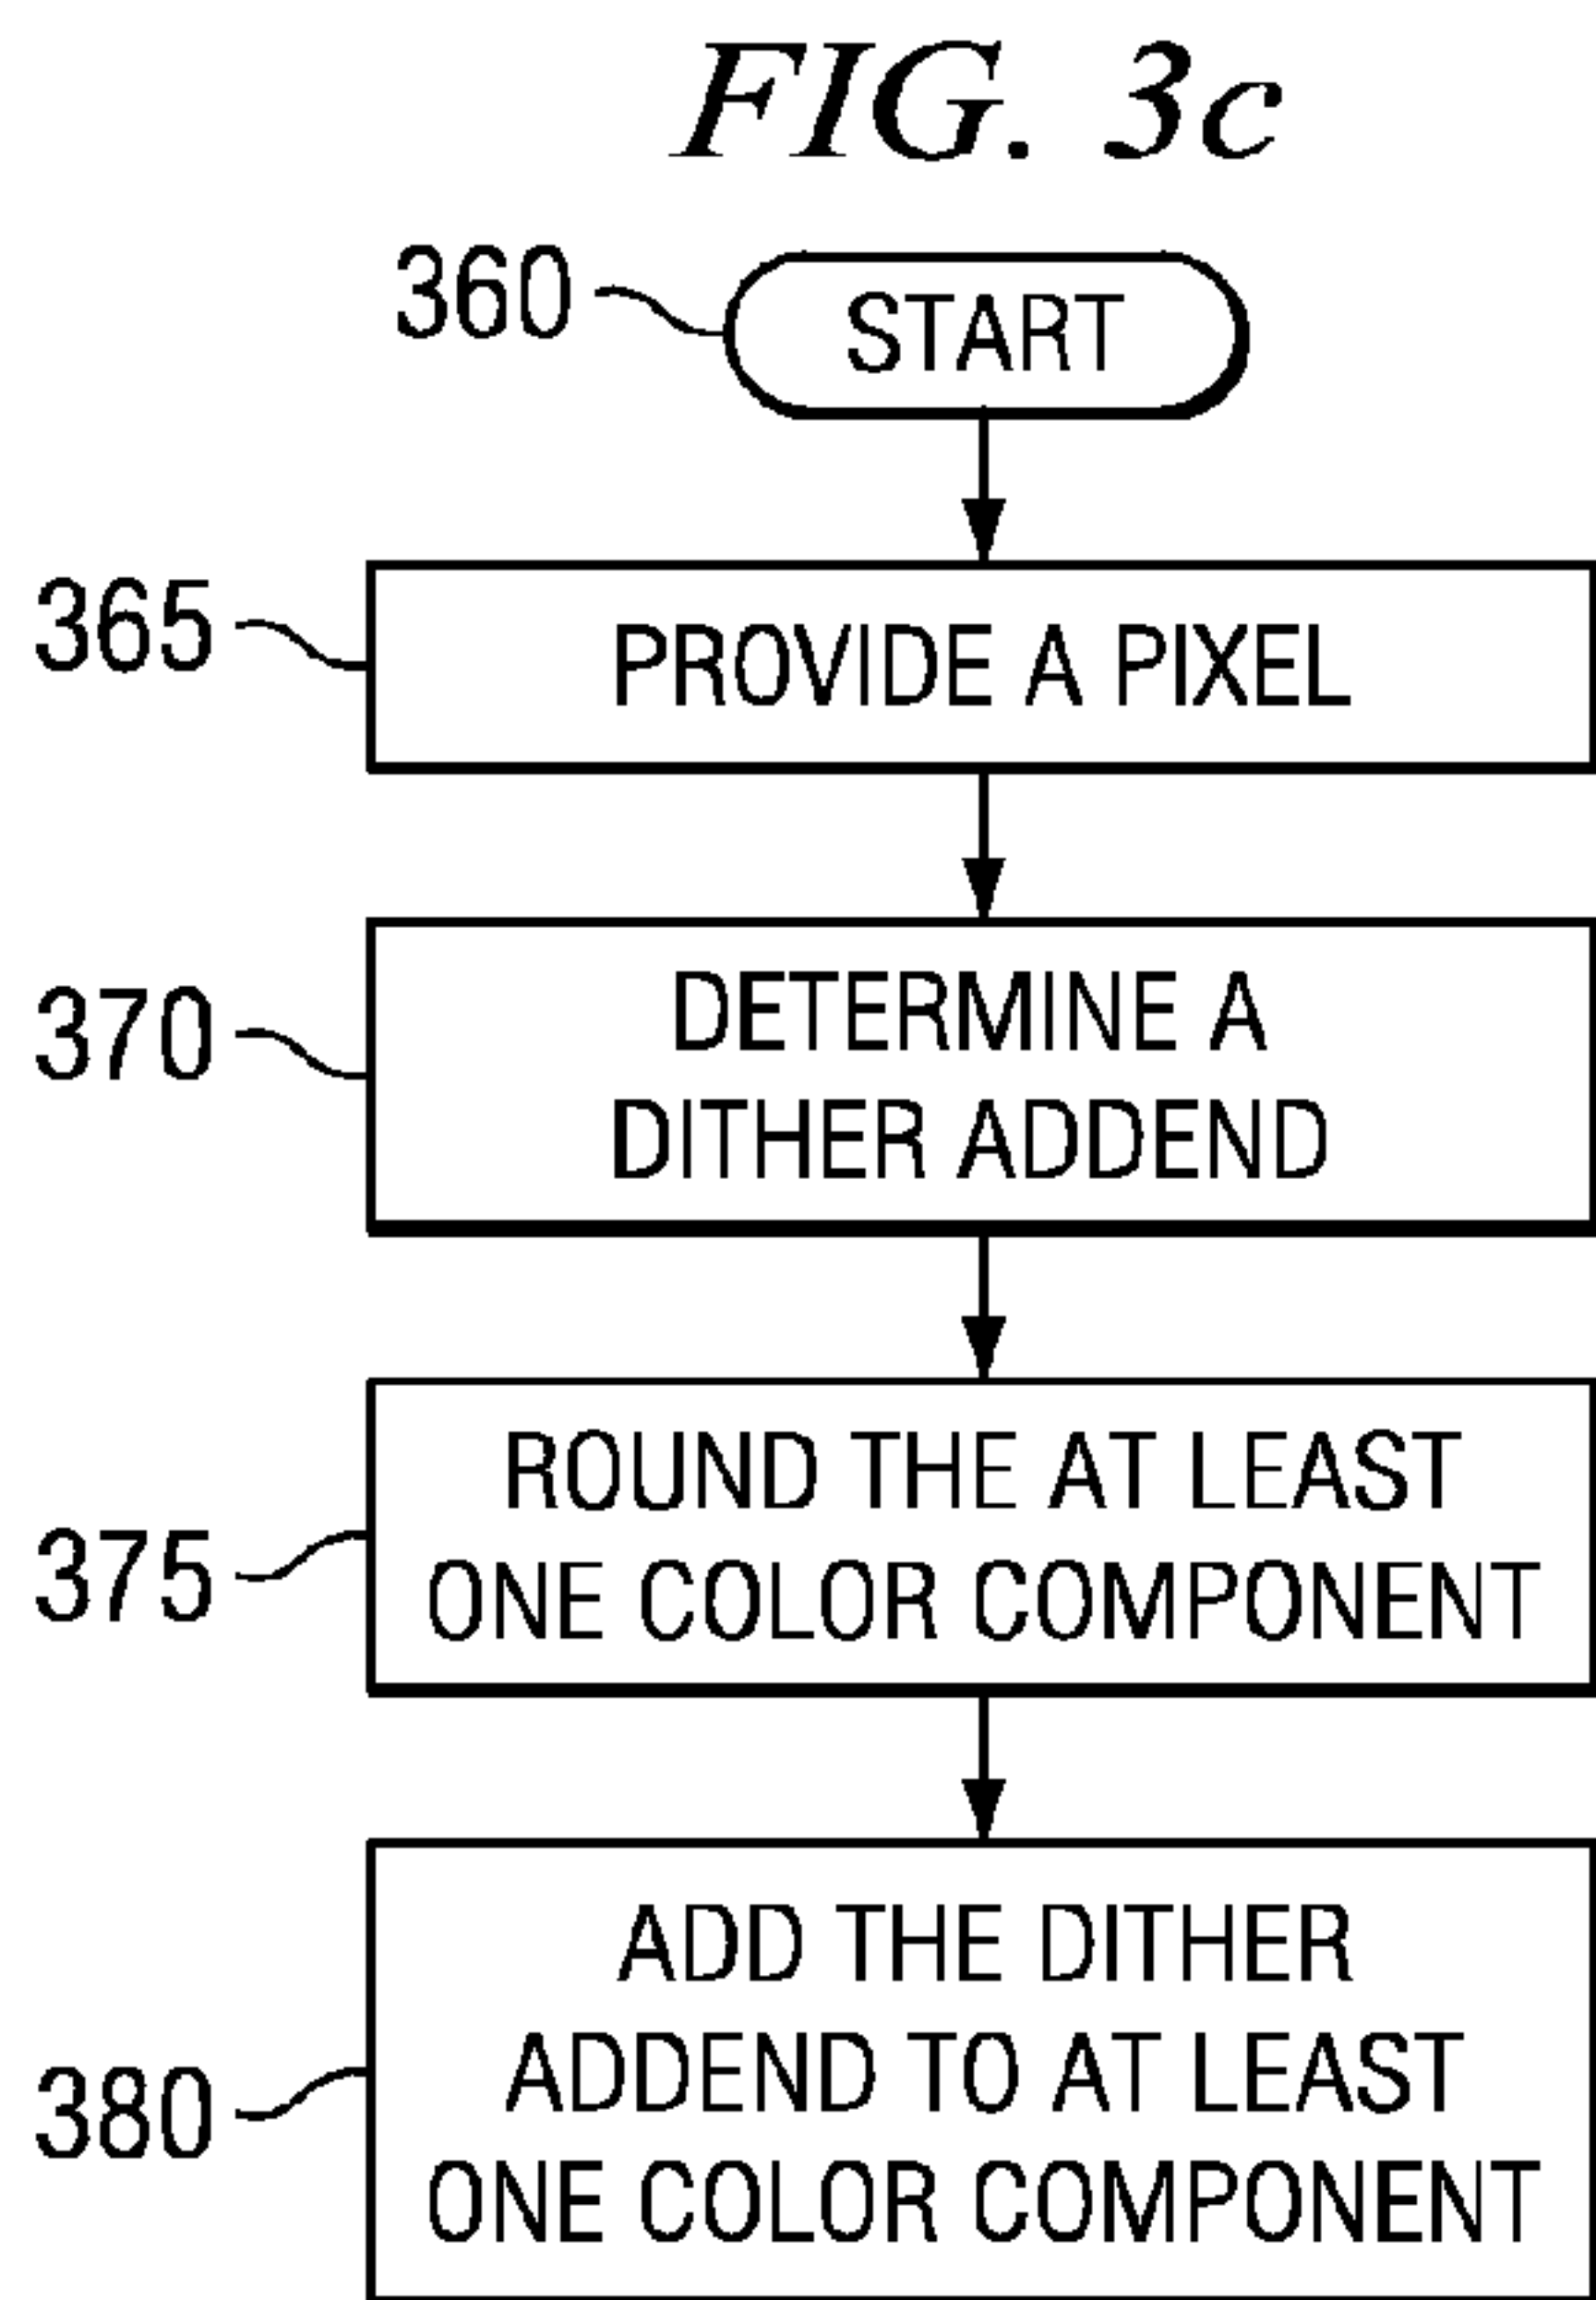 FIG. 3c
360
START
365
PROVIDE A PIXEL
370
DETERMINE A
DITHER ADDEND
375
ROUND THE AT LEAST
ONE COLOR COMPONENT
380
ADD THE DITHER
ADDEND TO AT LEAST
ONE COLOR COMPONENT